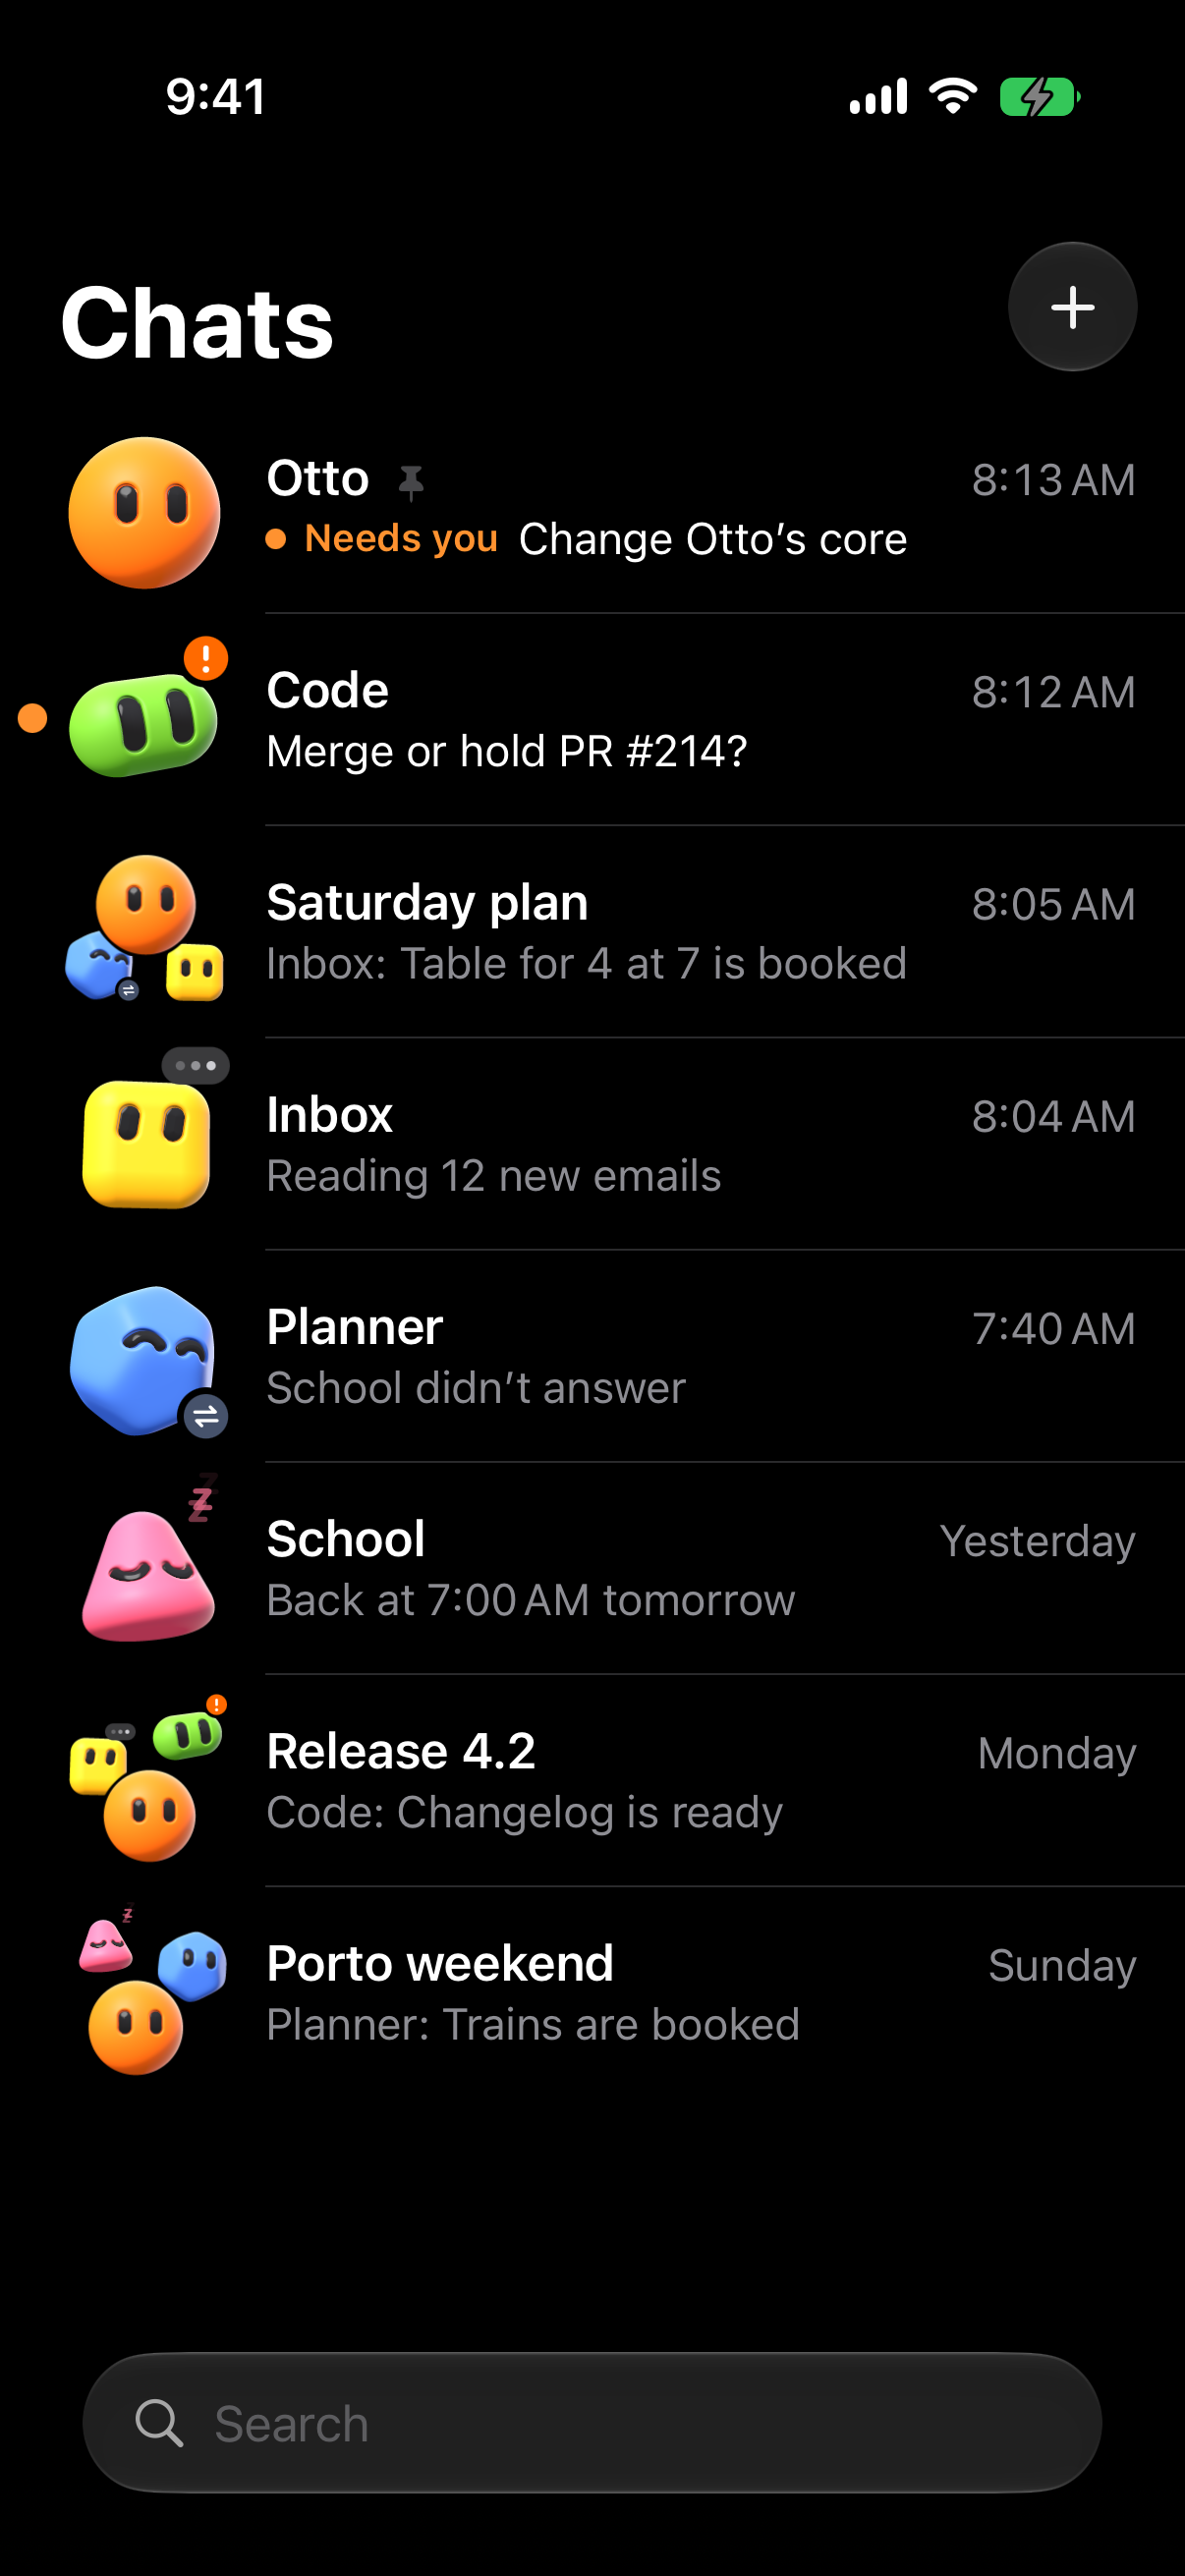 9:41
Chats
Otto 8:13 AM
Needs you Change Otto’s core
Code 8:12 AM
Merge or hold PR #214?
Saturday plan 8:05 AM
Inbox: Table for 4 at 7 is booked
Inbox 8:04 AM
Reading 12 new emails
Planner 7:40 AM
School didn’t answer
School Yesterday
Back at 7:00 AM tomorrow
Release 4.2 Monday
Code: Changelog is ready
Porto weekend Sunday
Planner: Trains are booked
Search